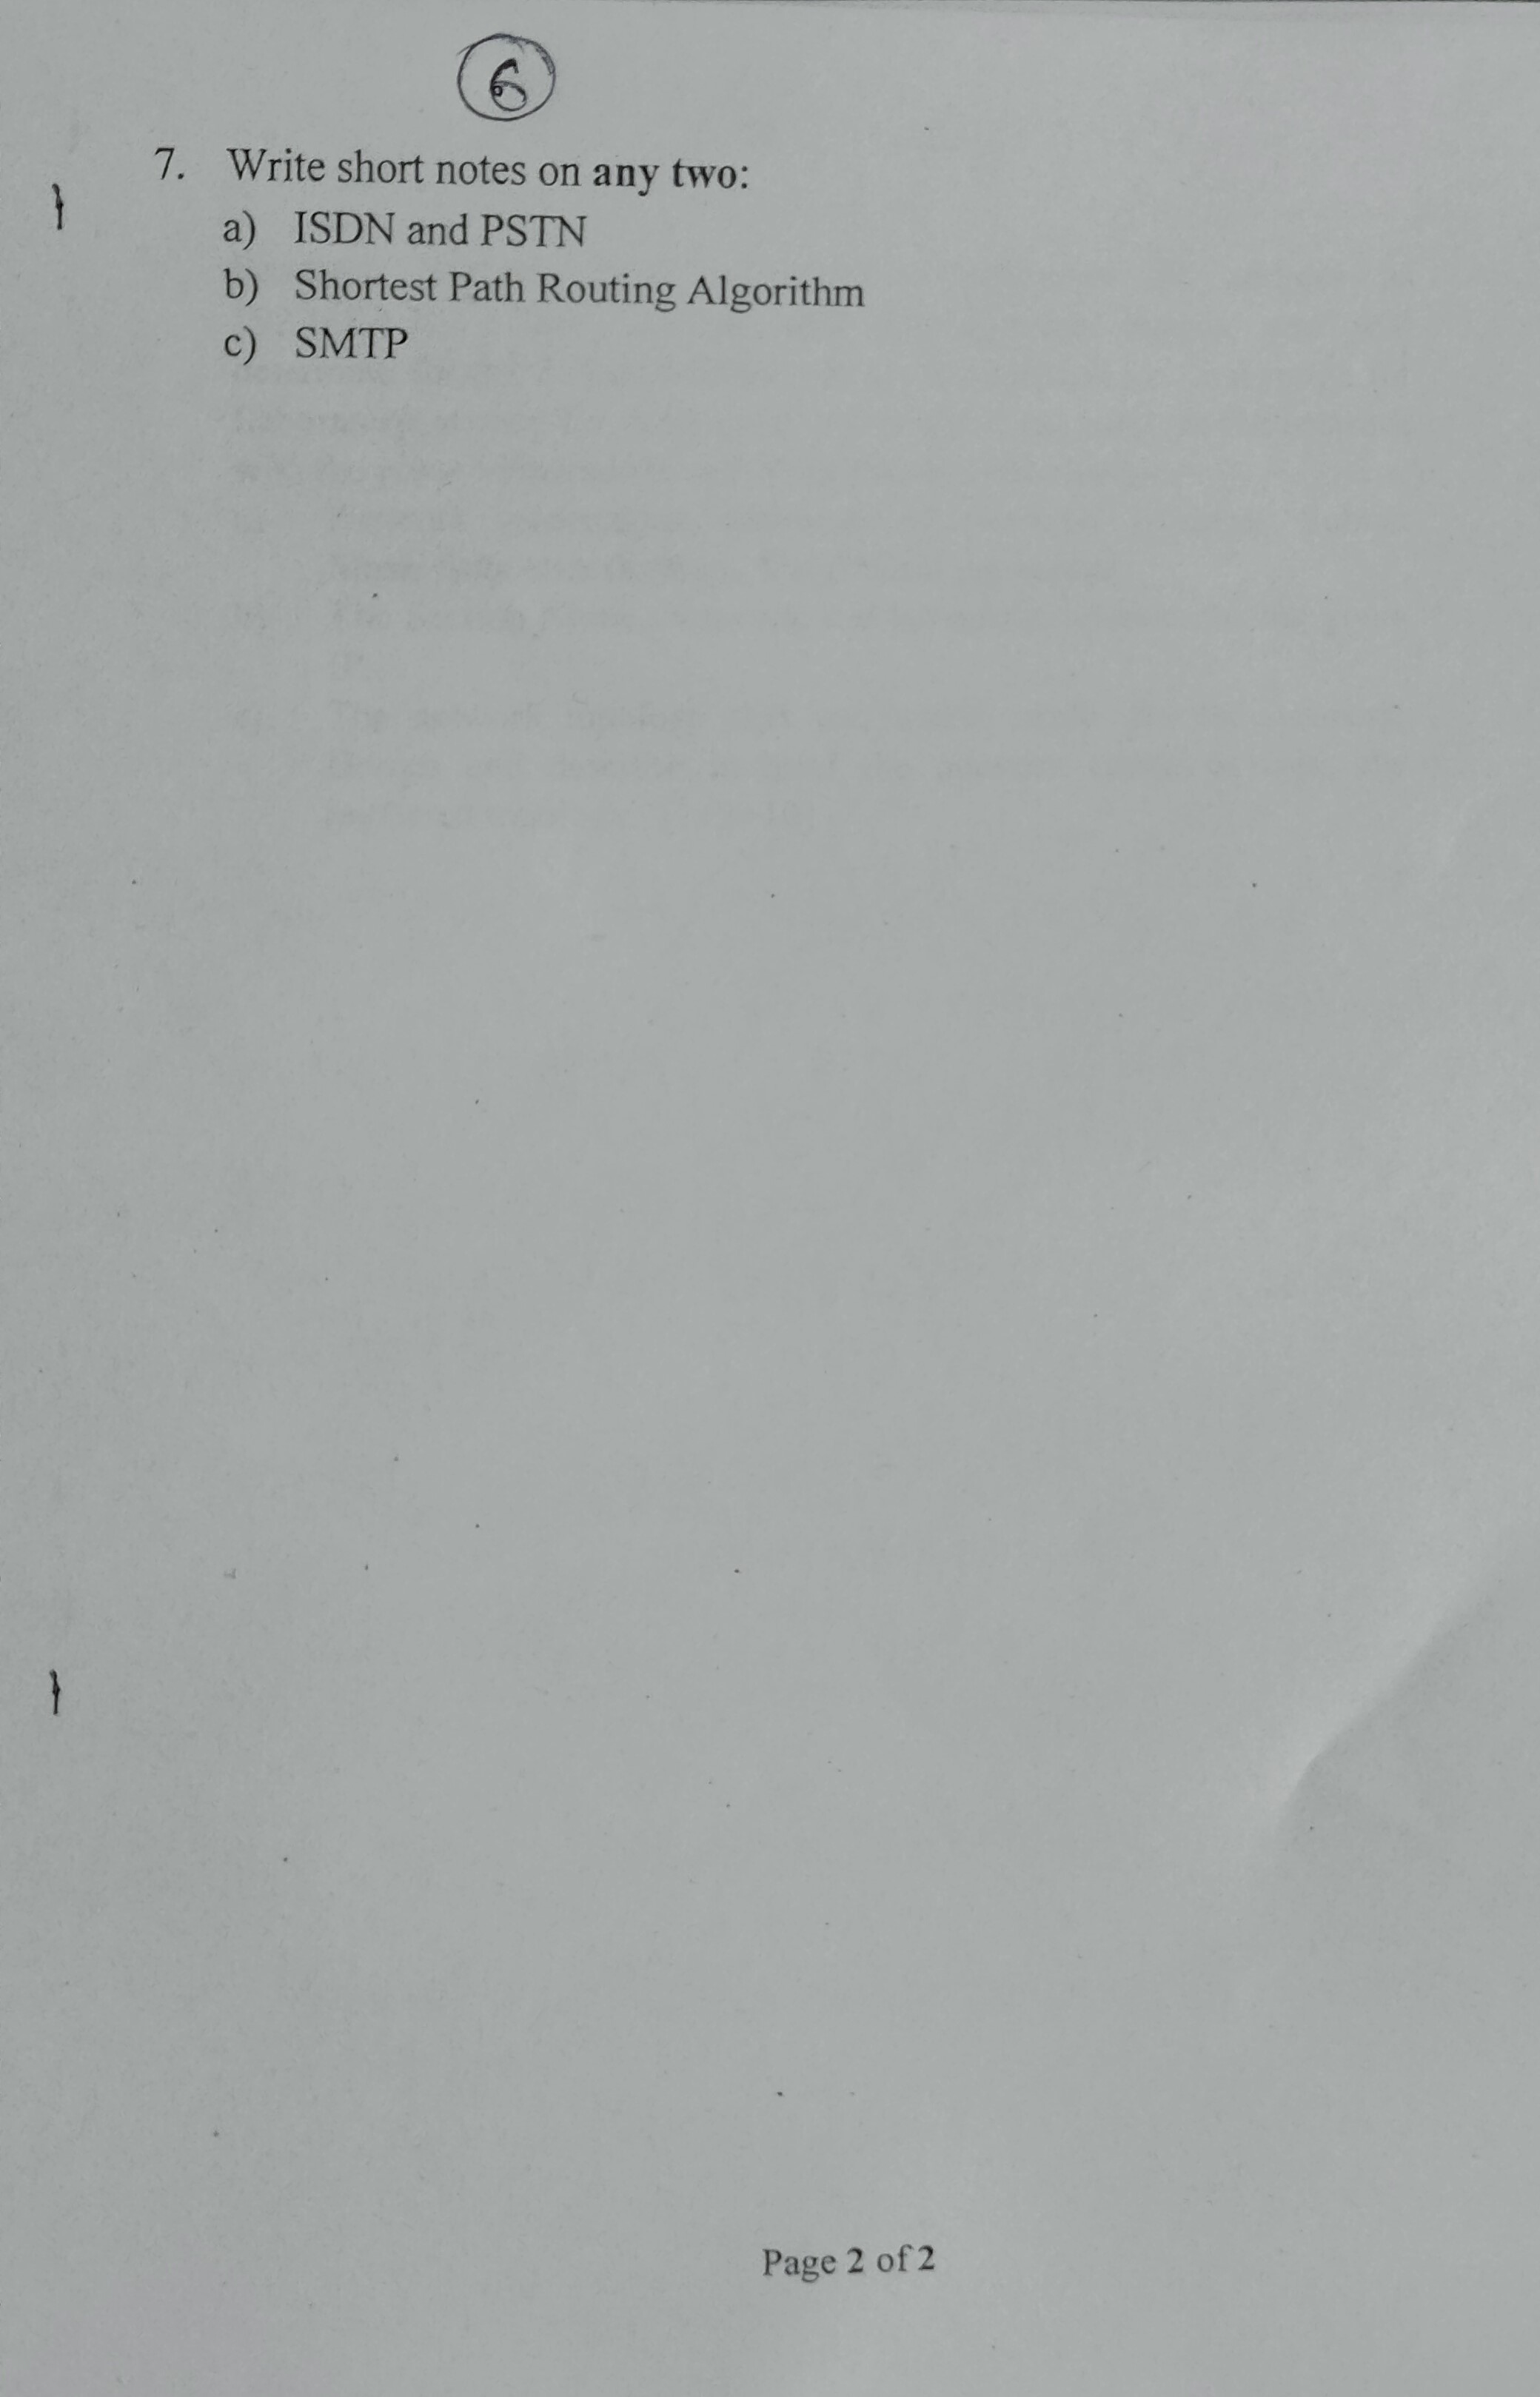 6
7. Write short notes on any two:
a) ISDN and PSTN
b) Shortest Path Routing Algorithm
c) SMTP
Page 2 of 2